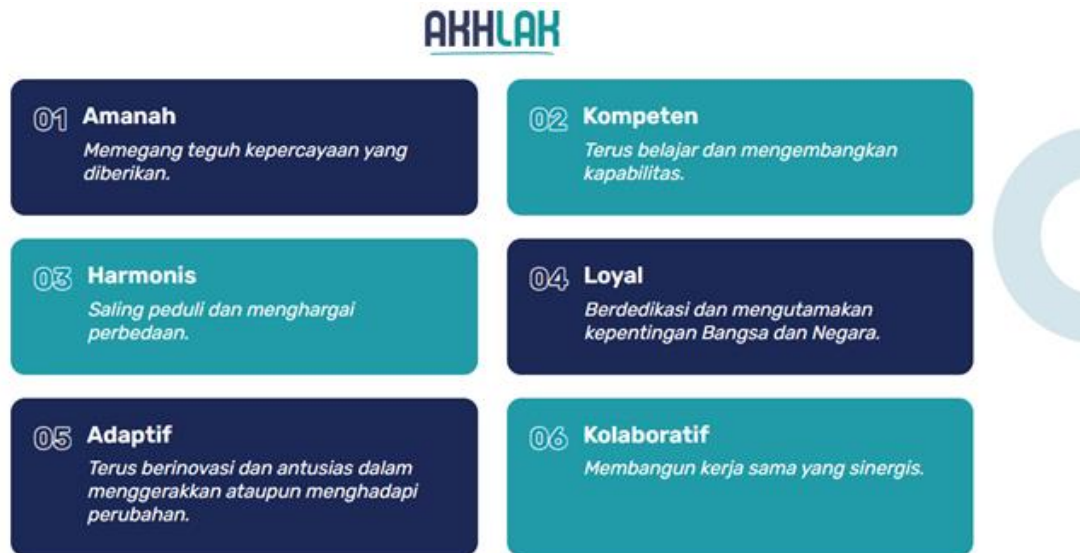 AKHLAK
01 Amanah
Memegang teguh kepercayaan yang
diberikan.
02 Kompeten
Terus belajar dan mengembangkan
kapabilitas.
03 Harmonis
Saling peduli dan menghargai
perbedaan.
04 Loyal
Berdedikasi dan mengutamakan
kepentingan Bangsa dan Negara.
05 Adaptif
Terus berinovasi dan antusias dalam
menggerakkan ataupun menghadapi
perubahan.
06 Kolaboratif
Membangun kerja sama yang sinergis.